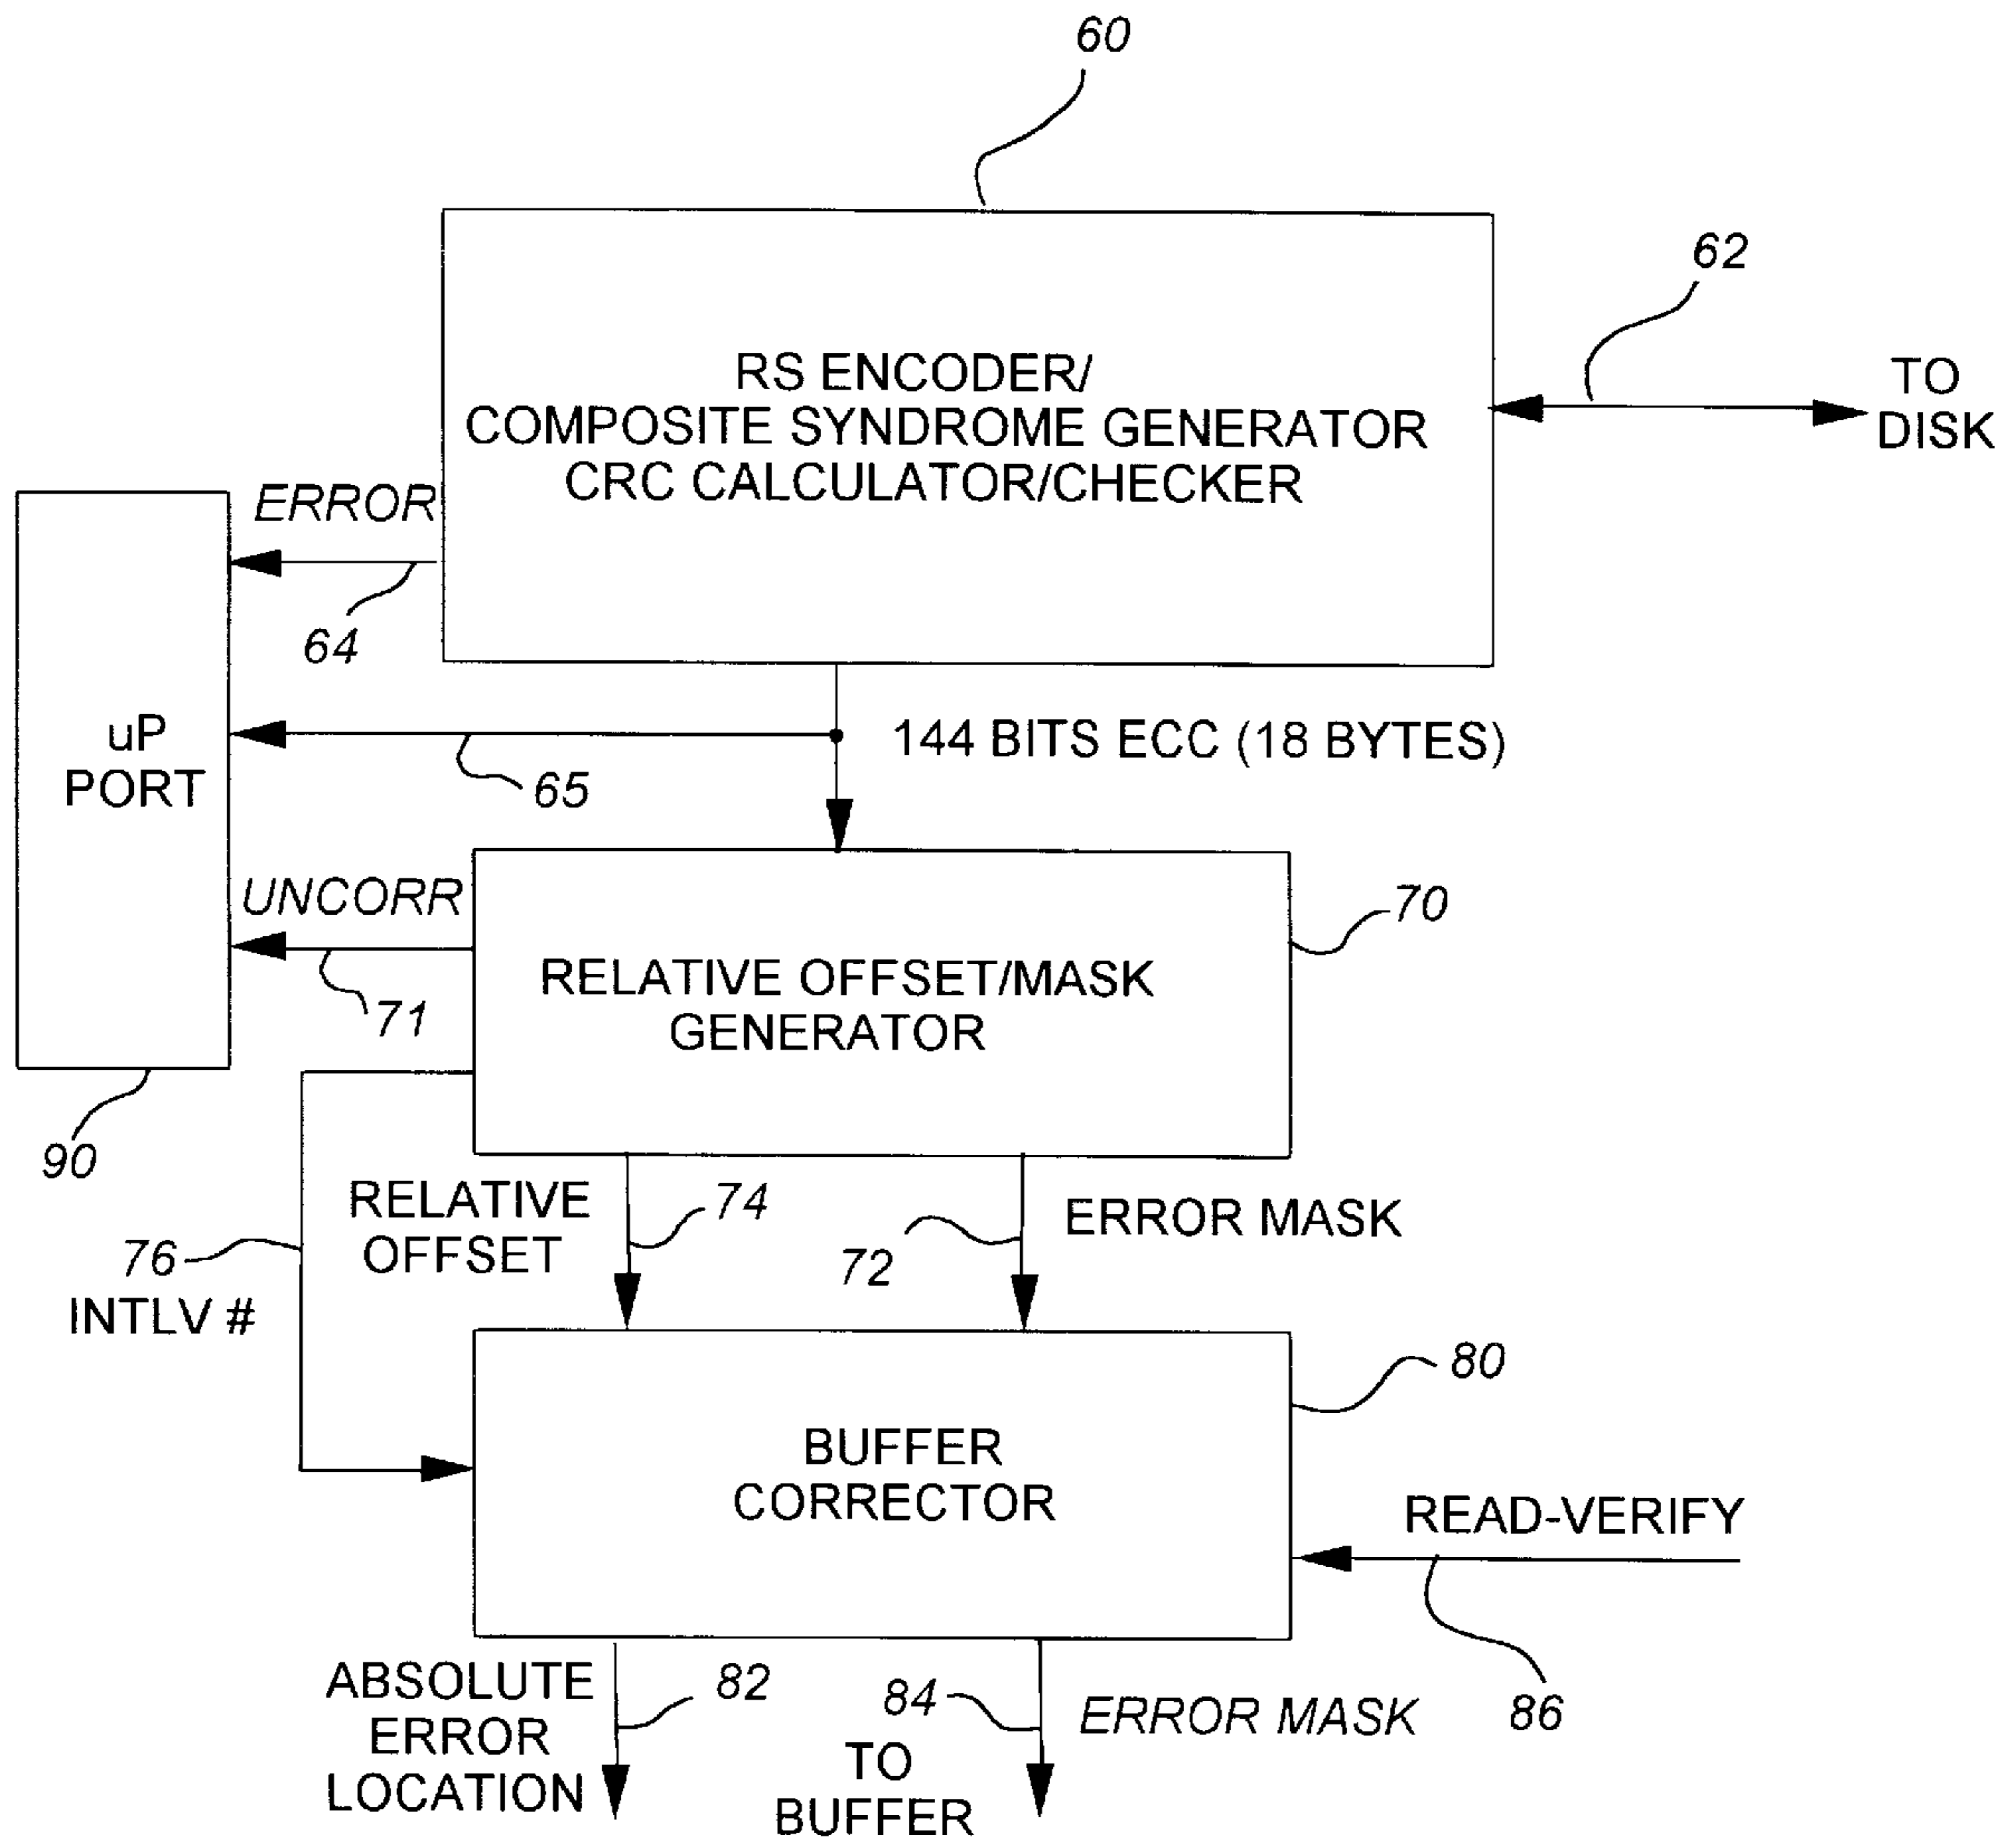 60
62
RS ENCODER/
COMPOSITE SYNDROME GENERATOR
CRC CALCULATOR/CHECKER
TO
DISK
ERROR
64
uP
PORT
65
144 BITS ECC (18 BYTES)
UNCORR
71
70
RELATIVE OFFSET/MASK
GENERATOR
90
RELATIVE
OFFSET
74
72
ERROR MASK
76
INTLV #
80
BUFFER
CORRECTOR
READ-VERIFY
86
ABSOLUTE
ERROR
LOCATION
82
84
ERROR MASK
TO
BUFFER